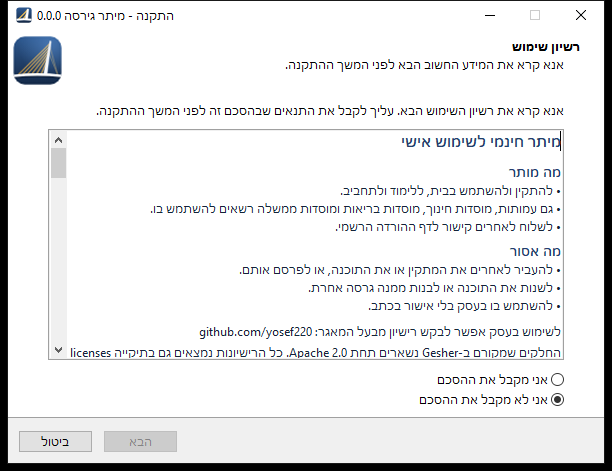 התקנה - מיתר גירסה 0.0.0
רשיון שימוש
אנא קרא את המידע החשוב הבא לפני המשך ההתקנה.
אנא קרא את רשיון השימוש הבא. עליך לקבל את התנאים שבהסכם זה לפני המשך ההתקנה.
מיתר חינמי לשימוש אישי
מה מותר
• להתקין ולהשתמש בבית, ללימוד ולתחביב.
• גם עמותות, מוסדות חינוך, מוסדות בריאות ומוסדות ממשלה רשאים להשתמש בו.
• לשלוח לאחרים קישור לדף ההורדה הרשמי.
מה אסור
• להעביר לאחרים את המתקין או את התוכנה, או לפרסם אותם.
• לשנות את התוכנה או לבנות ממנה גרסה אחרת.
• להשתמש בו בעסק בלי אישור בכתב.
לשימוש בעסק אפשר לבקש רישיון מבעל המאגר: github.com/yosef220
החלקים שמקורם ב-Gesher נשארים תחת Apache 2.0. כל הרישיונות נמצאים גם בתיקייה licenses
אני מקבל את ההסכם
אני לא מקבל את ההסכם
הבא
ביטול